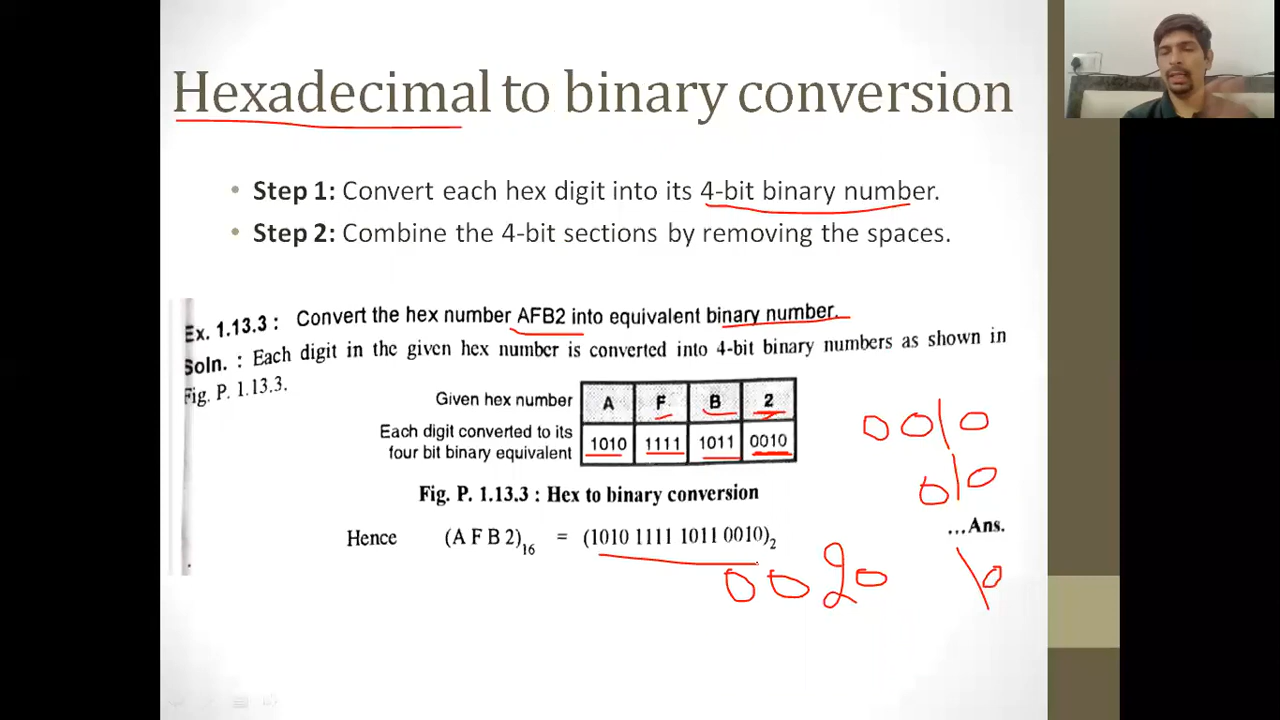 Hexadecimal to binary conversion
• Step 1: Convert each hex digit into its 4-bit binary number.
• Step 2: Combine the 4-bit sections by removing the spaces.
Ex. 1.13.3 : Convert the hex number AFB2 into equivalent binary number.
Soln. : Each digit in the given hex number is converted into 4-bit binary numbers as shown in
Fig. P. 1.13.3.
Given hex number A F B 2
Each digit converted to its
four bit binary equivalent 1010 1111 1011 0010
0010
010
Fig. P. 1.13.3 : Hex to binary conversion
...Ans.
Hence (A F B 2)16 = (1010 1111 1011 0010)2
10